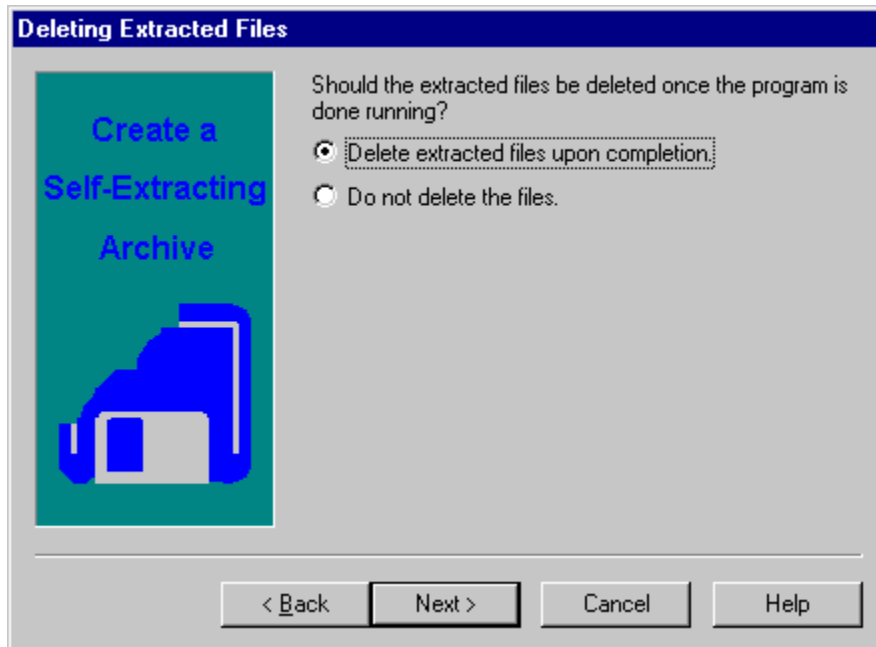 Deleting Extracted Files
Create a
Self-Extracting
Archive
Should the extracted files be deleted once the program is
done running?
Delete extracted files upon completion.
Do not delete the files.
< Back
Next >
Cancel
Help